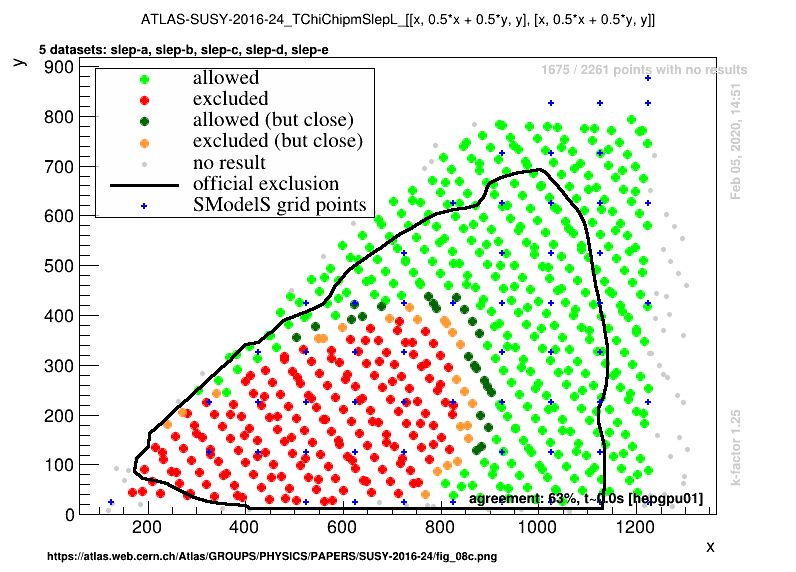 ATLAS-SUSY-2016-24_TChiChipmSlepL_[[x, 0.5*x + 0.5*y, y], [x, 0.5*x + 0.5*y, y]]
5 datasets: slep-a, slep-b, slep-c, slep-d, slep-e
y
1675 / 2261 points with no results
allowed
excluded
allowed (but close)
excluded (but close)
no result
official exclusion
SModelS grid points
900
800
700
600
500
400
300
200
100
0
Feb 05, 2020, 14:51
k-factor 1.25
agreement: 63%, t~0.0s [hepgpu01]
200 400 600 800 1000 1200
x
https://atlas.web.cern.ch/Atlas/GROUPS/PHYSICS/PAPERS/SUSY-2016-24/fig_08c.png